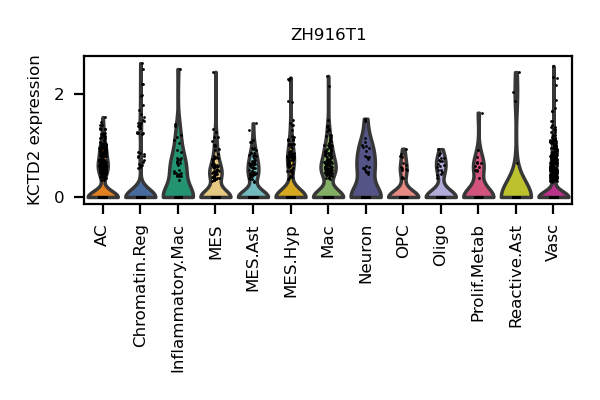 ZH916T1
KCTD2 expression
2
0
AC
Chromatin.Reg
Inflammatory.Mac
MES
MES.Ast
MES.Hyp
Mac
Neuron
OPC
Oligo
Prolif.Metab
Reactive.Ast
Vasc